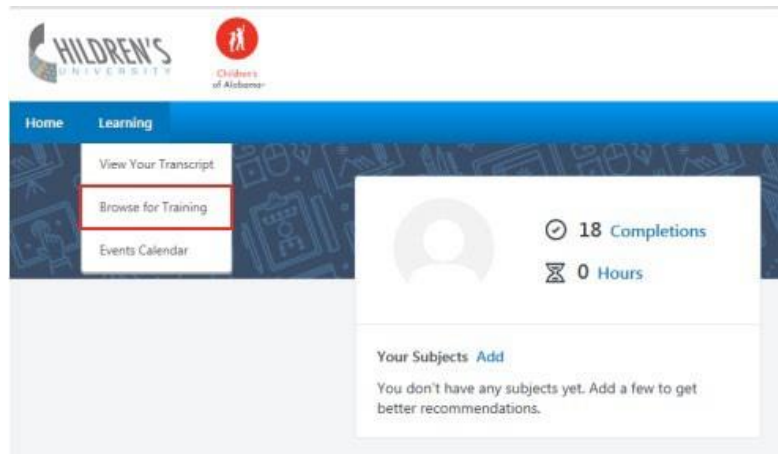 CHILDREN'S
UNIVERSITY
Children's
of Alabama
Home Learning
View Your Transcript
Browse for Training
Events Calendar
18 Completions
0 Hours
Your Subjects Add
You don't have any subjects yet. Add a few to get
better recommendations.